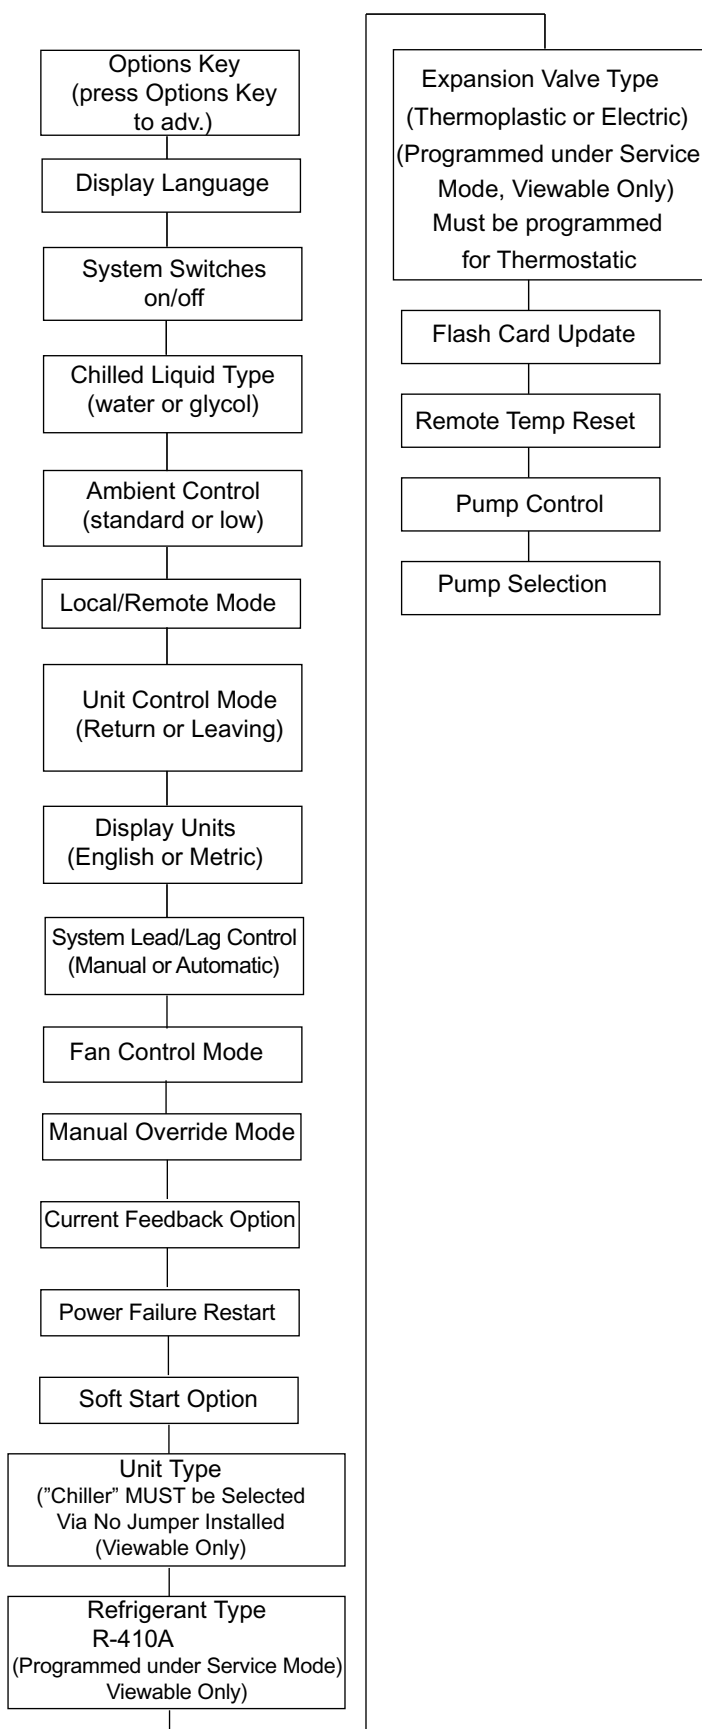 Options Key
(press Options Key
to adv.)
Display Language
System Switches
on/off
Chilled Liquid Type
(water or glycol)
Ambient Control
(standard or low)
Local/Remote Mode
Unit Control Mode
(Return or Leaving)
Display Units
(English or Metric)
System Lead/Lag Control
(Manual or Automatic)
Fan Control Mode
Manual Override Mode
Current Feedback Option
Power Failure Restart
Soft Start Option
Unit Type
(”Chiller” MUST be Selected
Via No Jumper Installed
(Viewable Only)
Refrigerant Type
R-410A
(Programmed under Service Mode)
Viewable Only)
Expansion Valve Type
(Thermoplastic or Electric)
(Programmed under Service
Mode, Viewable Only)
Must be programmed
for Thermostatic
Flash Card Update
Remote Temp Reset
Pump Control
Pump Selection